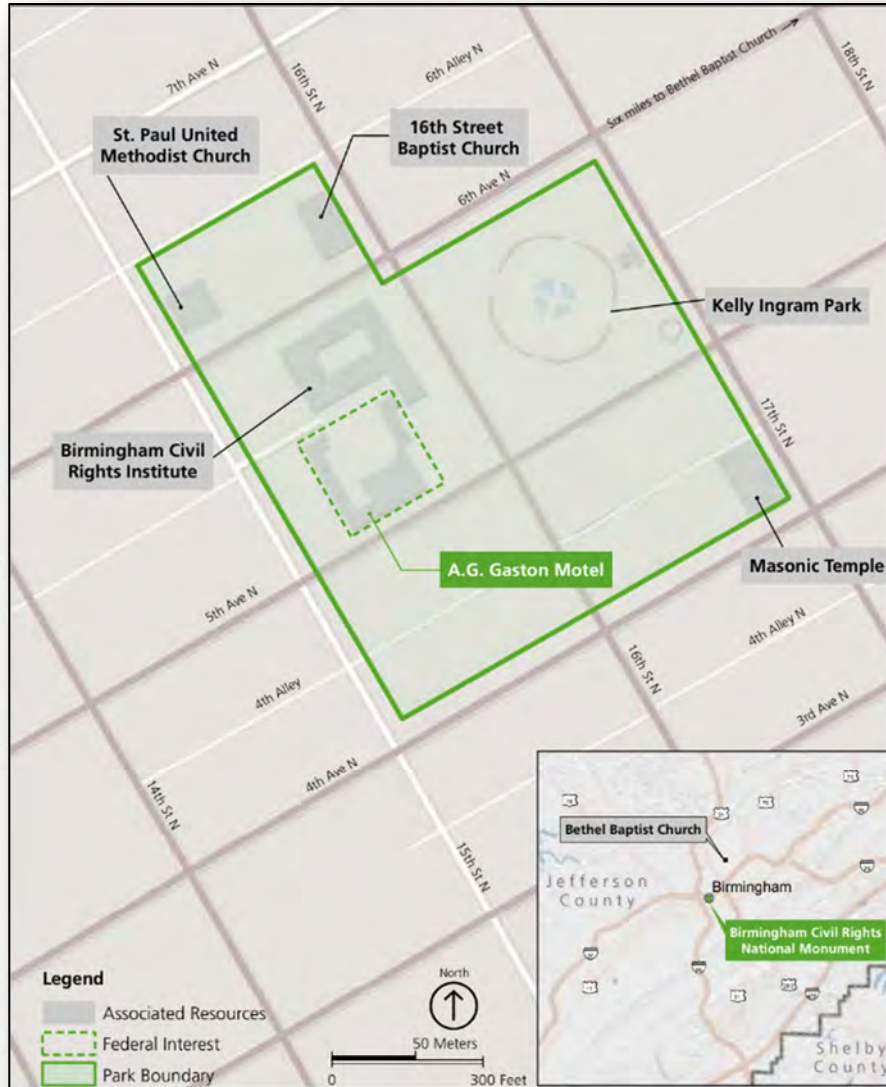 7th Ave N
16th St N
6th Alley N
Six miles to Bethel Baptist Church
18th St N
St. Paul United
Methodist Church
16th Street
Baptist Church
6th Ave N
Kelly Ingram Park
Birmingham Civil
Rights Institute
17th St N
A.G. Gaston Motel
Masonic Temple
5th Ave N
4th Alley
16th St N
4th Alley N
3rd Ave N
4th Ave N
14th St N
15th St N
Bethel Baptist Church
Jefferson
County
Birmingham
Birmingham Civil Rights
National Monument
Shelby
County
Legend
Associated Resources
Federal Interest
Park Boundary
North
50 Meters
0
300 Feet